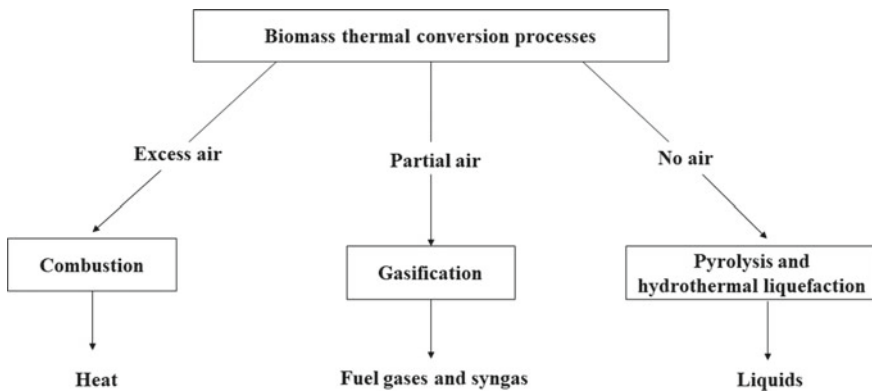 Biomass thermal conversion processes
Excess air
Partial air
No air
Combustion
Gasification
Pyrolysis and
hydrothermal liquefaction
Heat
Fuel gases and syngas
Liquids